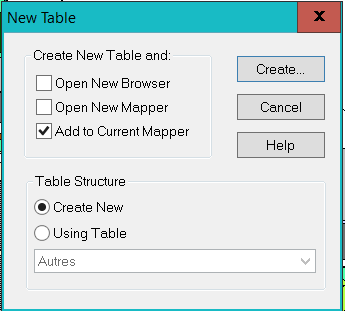 New Table
x
Create New Table and:
Open New Browser
Open New Mapper
Add to Current Mapper
Create...
Cancel
Help
Table Structure
Create New
Using Table
Autres